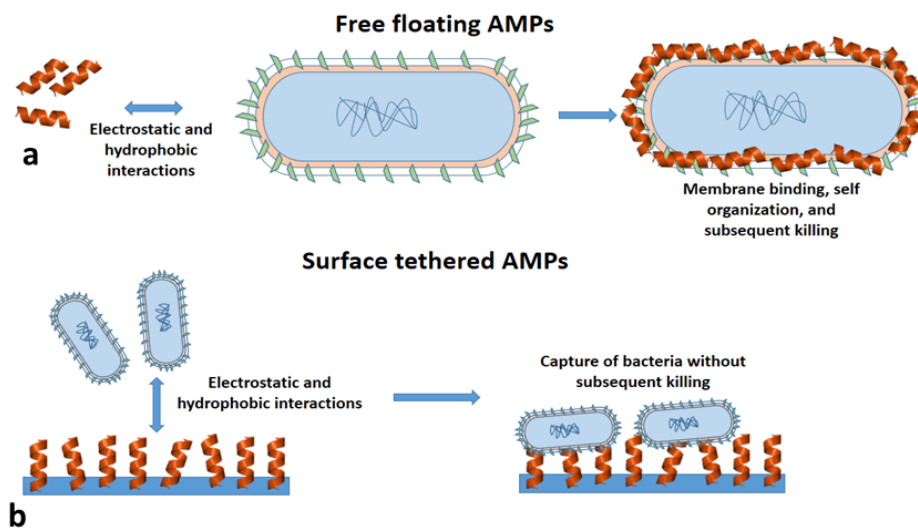 Free floating AMPs
Electrostatic and
hydrophobic
interactions
a
Membrane binding, self
organization, and
subsequent killing
Surface tethered AMPs
Electrostatic and
hydrophobic interactions
Capture of bacteria without
subsequent killing
b